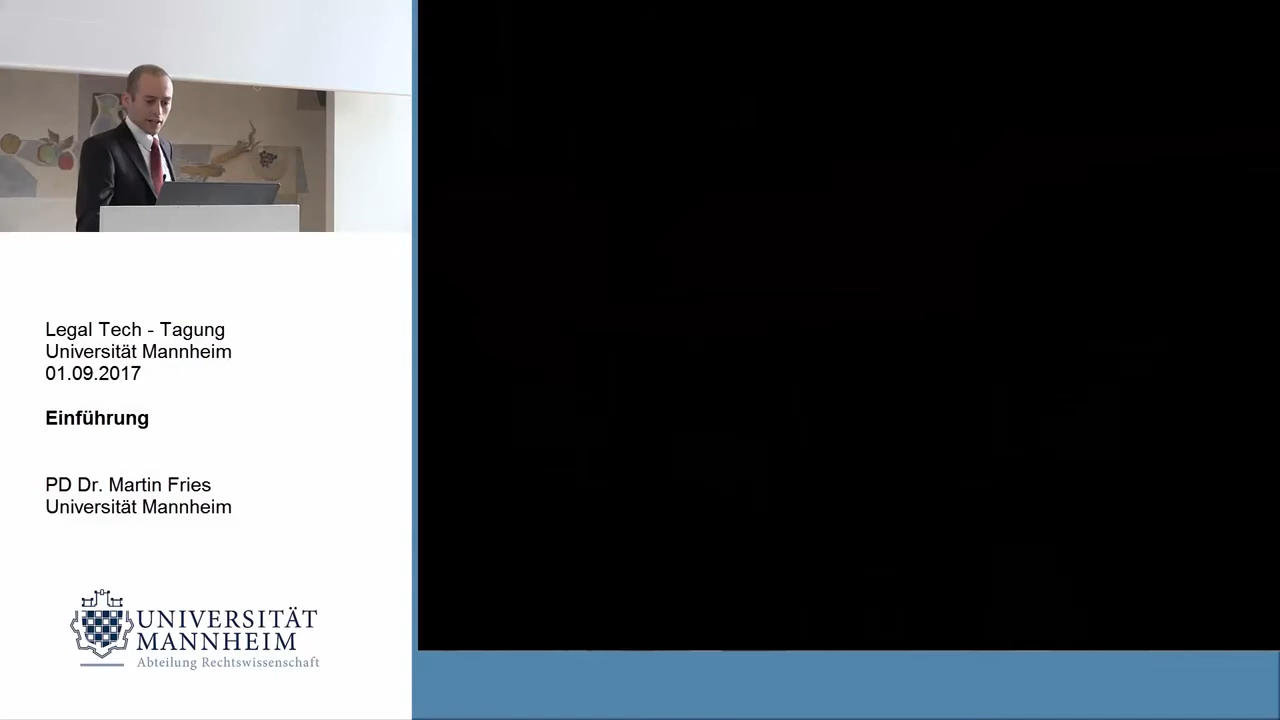 Legal Tech - Tagung
Universität Mannheim
01.09.2017
Einführung
PD Dr. Martin Fries
Universität Mannheim
UNIVERSITÄT
MANNHEIM
Abteilung Rechtswissenschaft